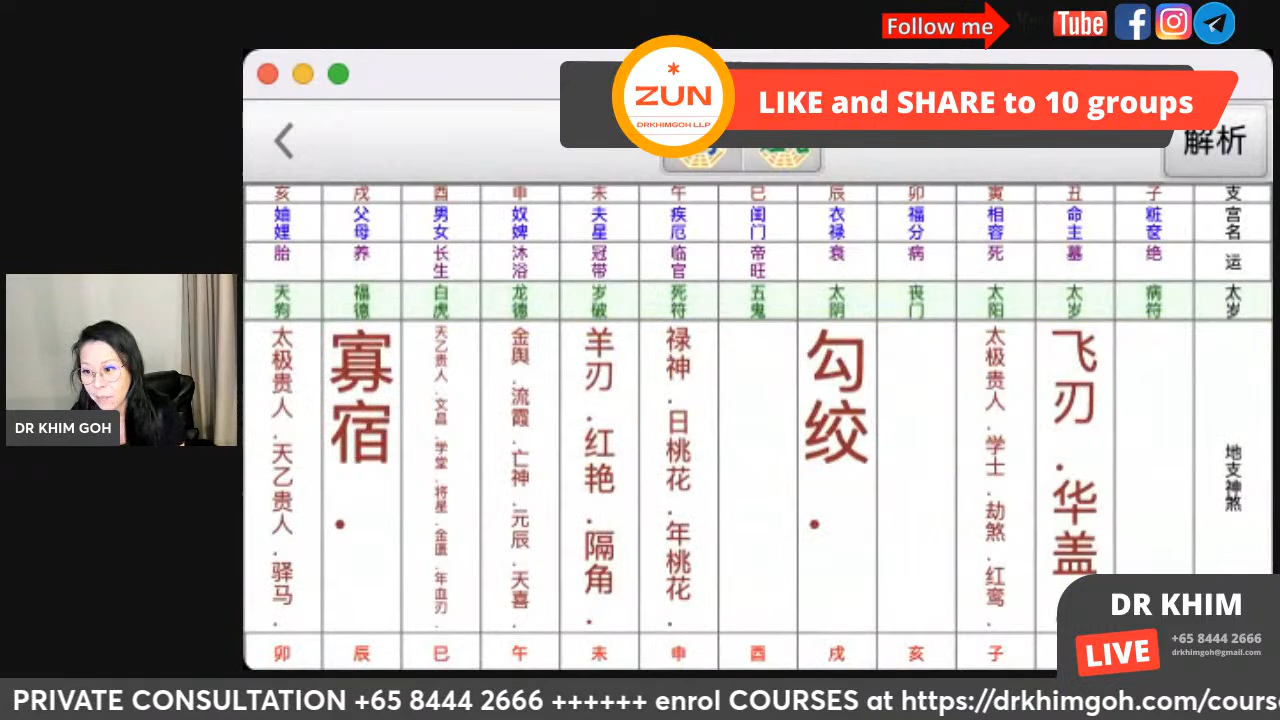 Follow me
Tube
*
ZUN
DRKHIMGOH LLP
LIKE and SHARE to 10 groups
解析
亥 戌 酉 申 未 午 巳 辰 卯 寅 丑 子 支
妯娌 父母 男女 奴婢 夫星 疾厄 闺门 衣禄 福分 相容 命主 粧奁 宫名
胎 养 长生 沐浴 冠带 临官 帝旺 衰 病 死 墓 绝 运
天狗 福德 白虎 龙德 岁破 死符 五鬼 太阴 丧门 太阳 太岁 病符 太岁
太极贵人.天乙贵人.驿马.
寡宿.
天乙贵人.文昌.学堂.将星.金匮.年血刃.
金舆.流霞.亡神.元辰.天喜.
羊刃.红艳.隔角.
禄神.日桃花.年桃花.
勾绞.
太极贵人.学士.劫煞.红鸾.
飞刃.华盖
地支神煞
卯 辰 巳 午 未 申 酉 戌 亥 子
DR KHIM GOH
DR KHIM
LIVE
+65 8444 2666
drkhimgoh@gmail.com
PRIVATE CONSULTATION +65 8444 2666 ++++++ enrol COURSES at https://drkhimgoh.com/cours